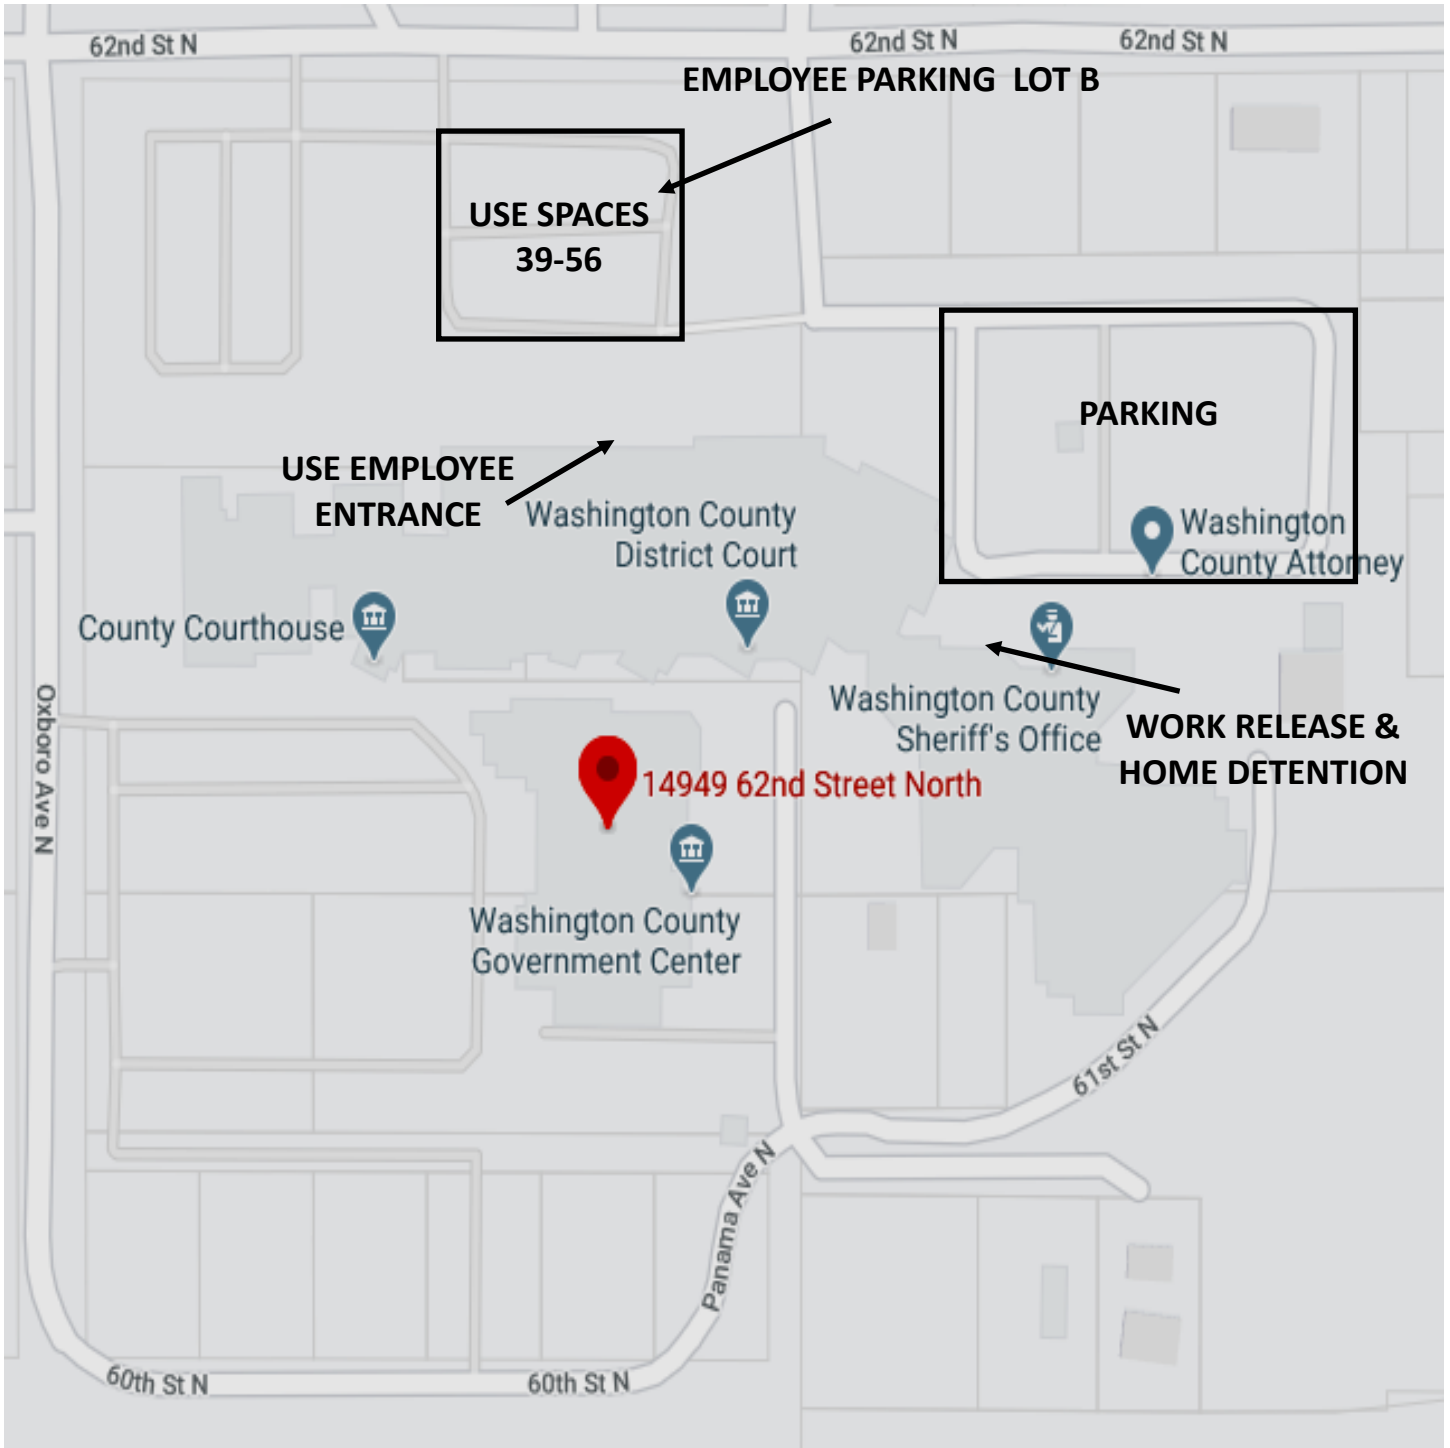 62nd St N
62nd St N
62nd St N
EMPLOYEE PARKING LOT B
USE SPACES
39-56
PARKING
USE EMPLOYEE
ENTRANCE
Washington County
District Court
Washington
County Attorney
County Courthouse
Washington County
Sheriff's Office
WORK RELEASE &
HOME DETENTION
Oxboro Ave N
14949 62nd Street North
Washington County
Government Center
61st St N
Panama Ave N
60th St N
60th St N